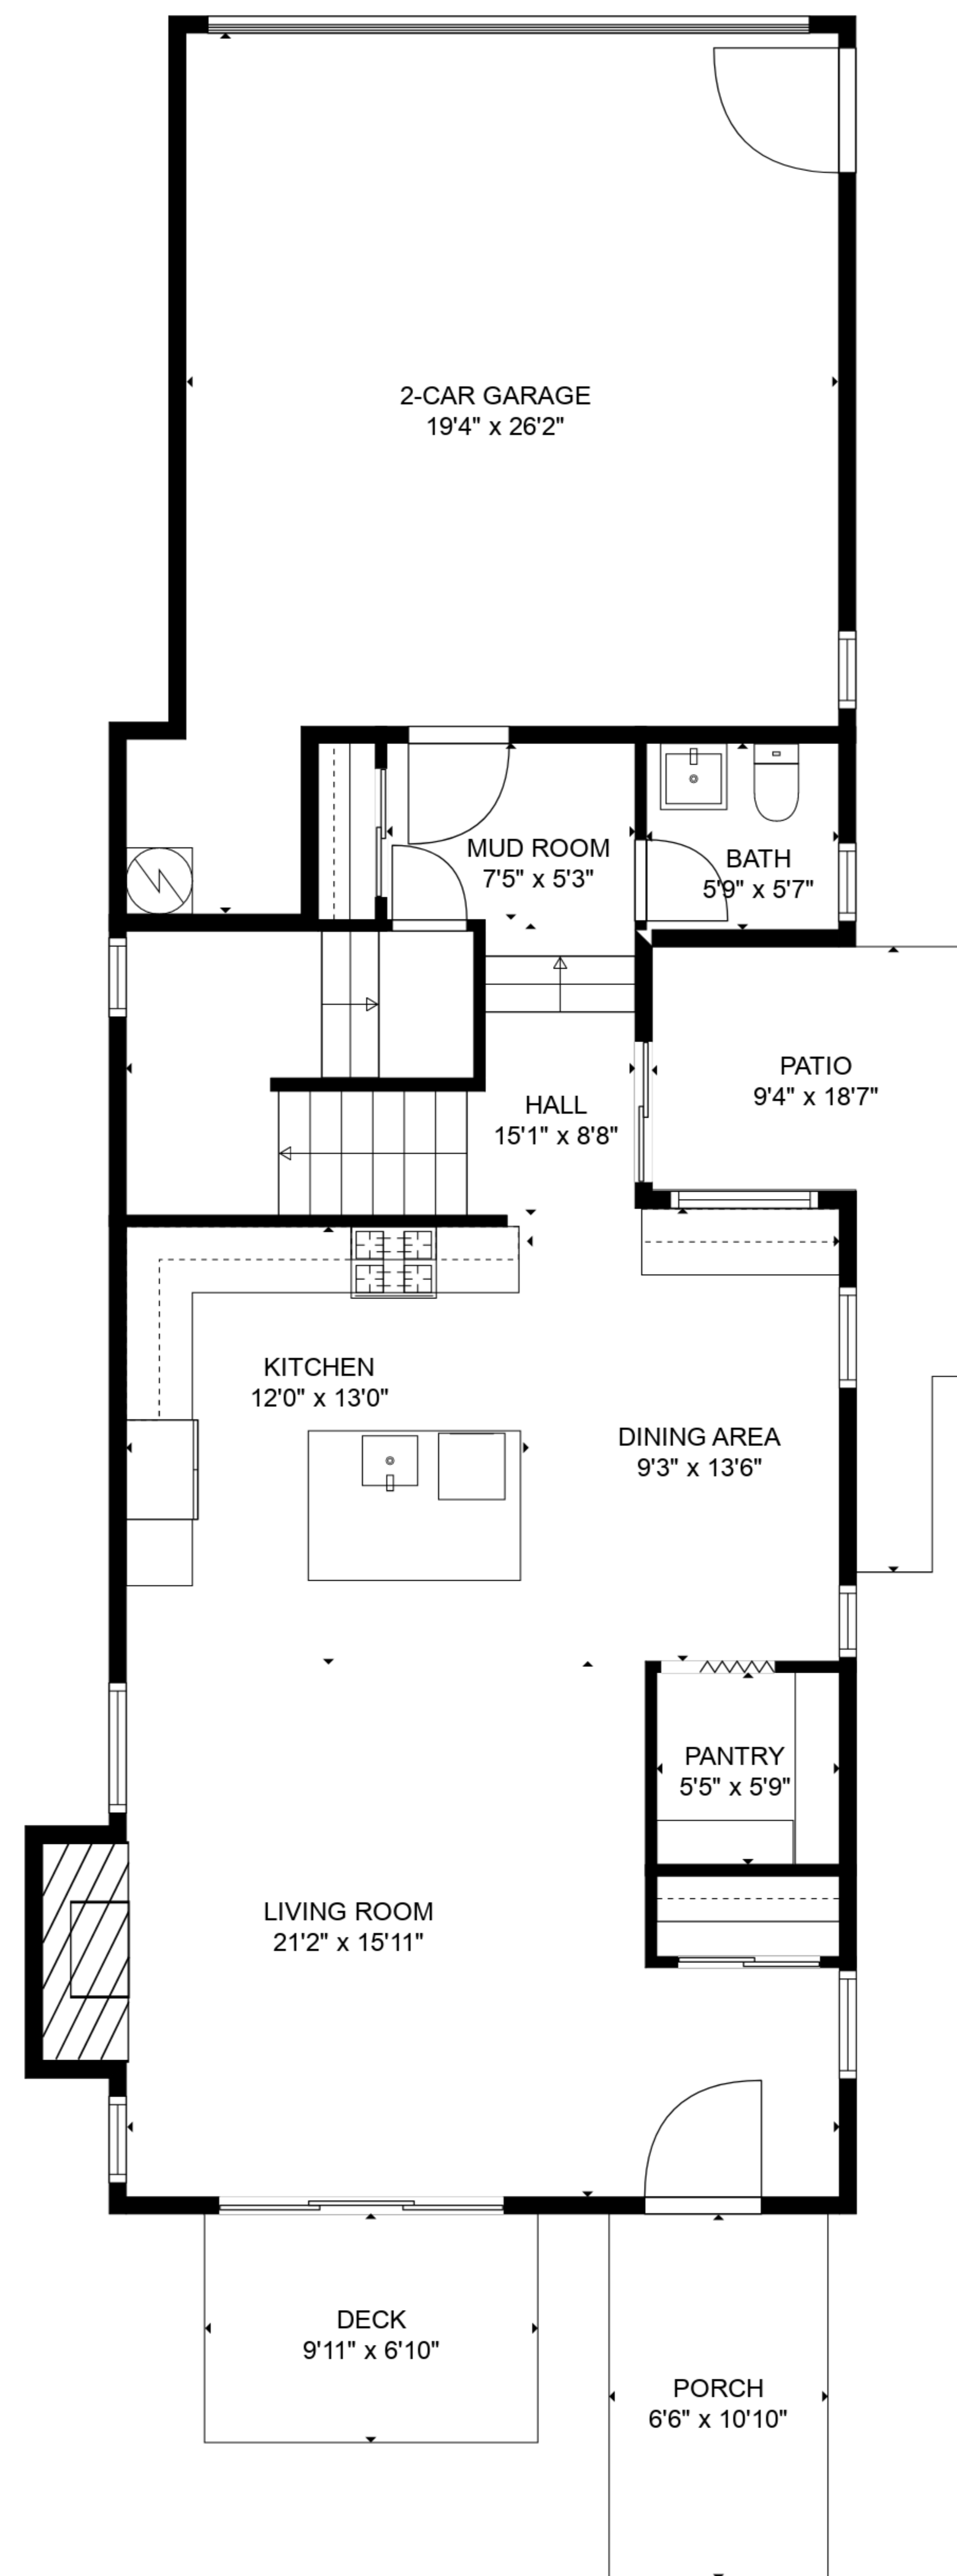 2-CAR GARAGE
19'4" x 26'2"
MUD ROOM
7'5" x 5'3"
BATH
5'9" x 5'7"
PATIO
9'4" x 18'7"
HALL
15'1" x 8'8"
KITCHEN
12'0" x 13'0"
DINING AREA
9'3" x 13'6"
PANTRY
5'5" x 5'9"
LIVING ROOM
21'2" x 15'11"
DECK
9'11" x 6'10"
PORCH
6'6" x 10'10"